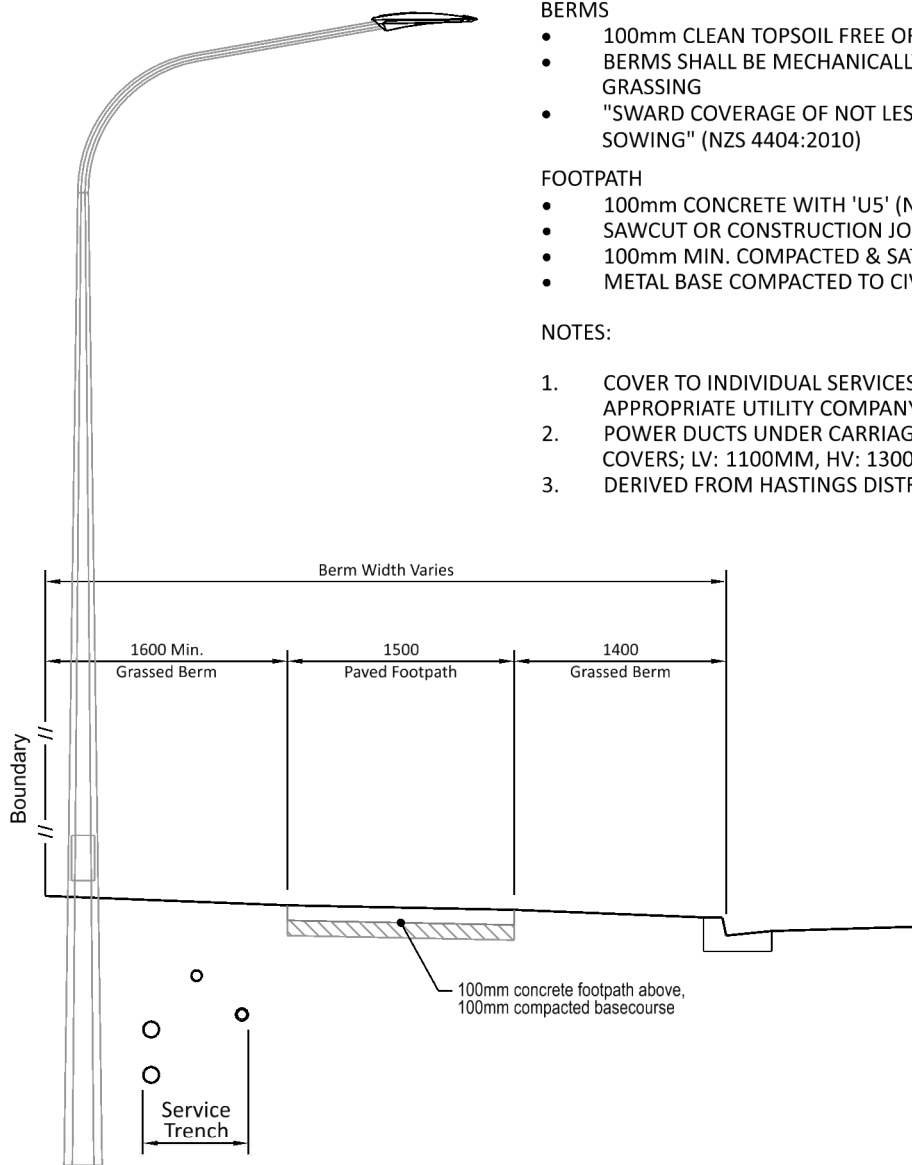 BERMS
• 100mm CLEAN TOPSOIL FREE OF
• BERMS SHALL BE MECHANICALL
GRASSING
• "SWARD COVERAGE OF NOT LES
SOWING" (NZS 4404:2010)
FOOTPATH
• 100mm CONCRETE WITH 'U5' (N
• SAWCUT OR CONSTRUCTION JO
• 100mm MIN. COMPACTED & SA
• METAL BASE COMPACTED TO CI
NOTES:
1. COVER TO INDIVIDUAL SERVICES
APPROPRIATE UTILITY COMPANY
2. POWER DUCTS UNDER CARRIAG
COVERS; LV: 1100MM, HV: 1300
3. DERIVED FROM HASTINGS DISTR
Berm Width Varies
1600 Min.
Grassed Berm
1500
Paved Footpath
1400
Grassed Berm
Boundary
100mm concrete footpath above,
100mm compacted basecourse
Service
Trench